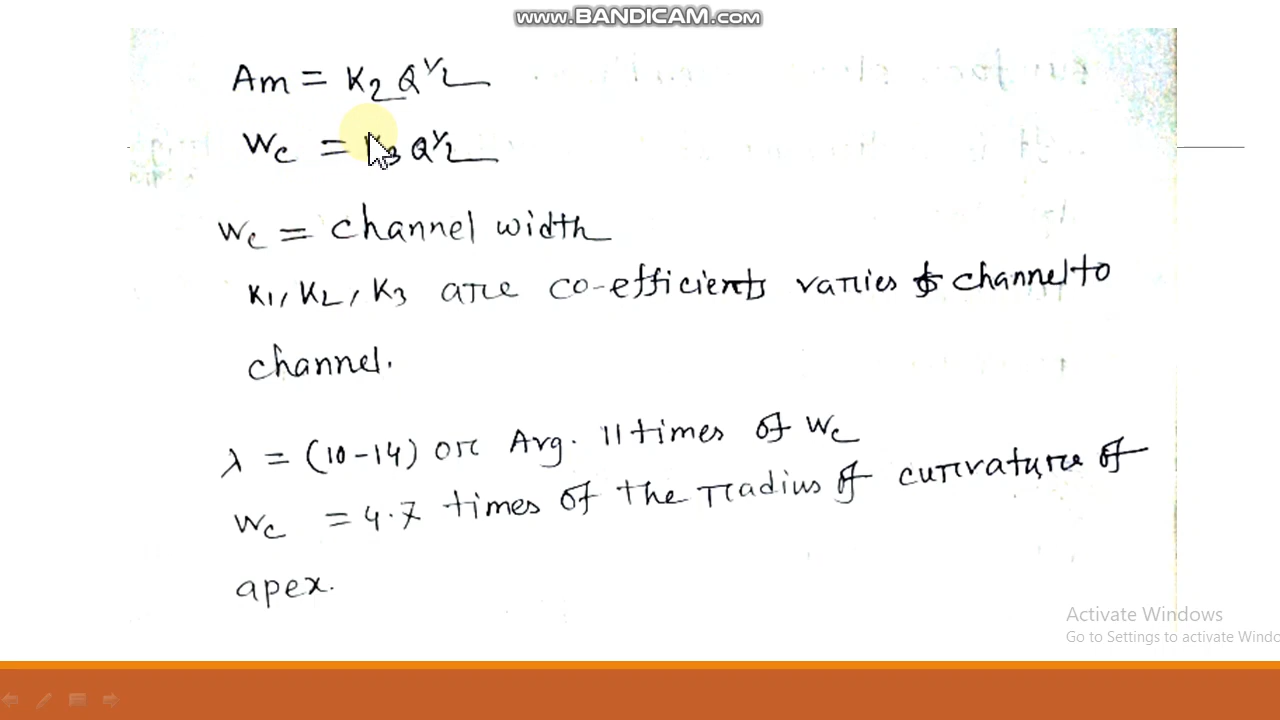 www.BANDICAM.com
Am = K2 Q½
Wc = K3 Q½
Wc = channel width
K1, K2, K3 are co-efficients varies channel to
channel.
λ = (10-14) or Avg. 11 times of Wc
Wc = 4.7 times of the radius of curvature of
apex.
Activate Windows
Go to Settings to activate Windo